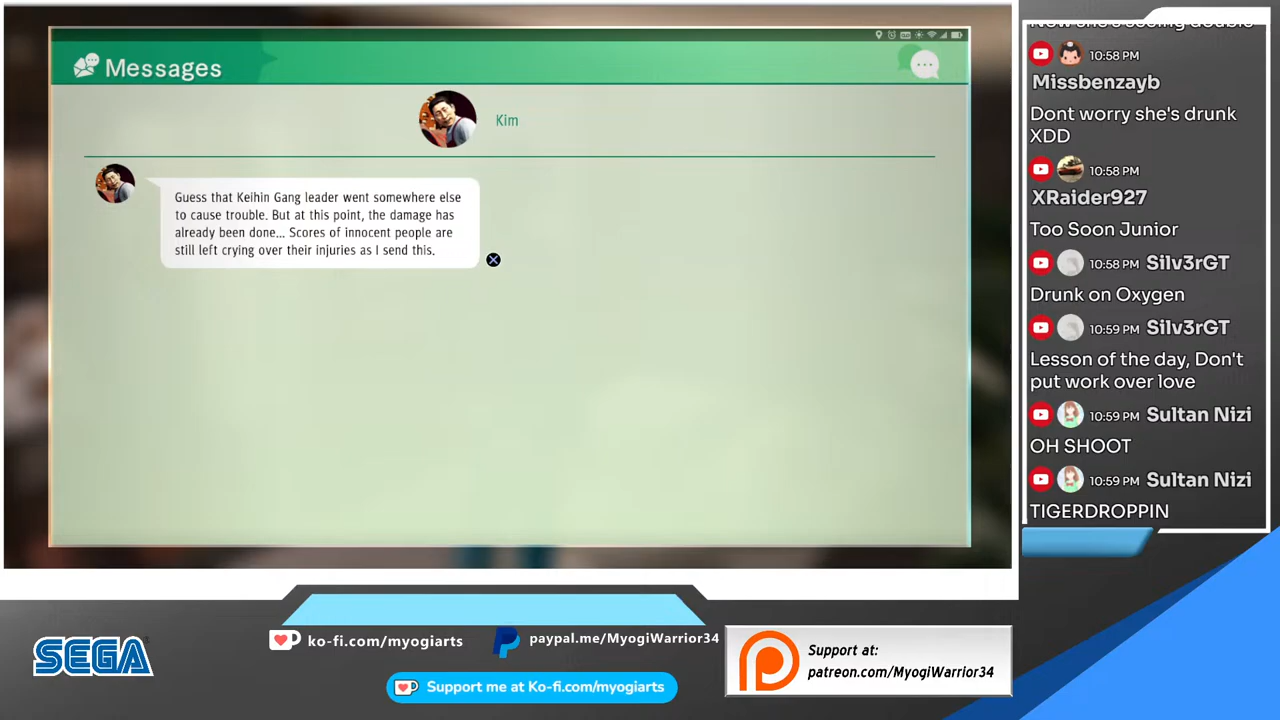 Messages
Kim
Guess that Keihin Gang leader went somewhere else
to cause trouble. But at this point, the damage has
already been done... Scores of innocent people are
still left crying over their injuries as I send this.
Now she's seeing double
10:58 PM
Missbenzayb
Dont worry she's drunk
XDD
10:58 PM
XRaider927
Too Soon Junior
10:58 PM Silv3rGT
Drunk on Oxygen
10:59 PM Silv3rGT
Lesson of the day, Don't
put work over love
10:59 PM Sultan Nizi
OH SHOOT
10:59 PM Sultan Nizi
TIGERDROPPIN
SEGA
ko-fi.com/myogiarts
paypal.me/MyogiWarrior34
Support me at Ko-fi.com/myogiarts
Support at:
patreon.com/MyogiWarrior34